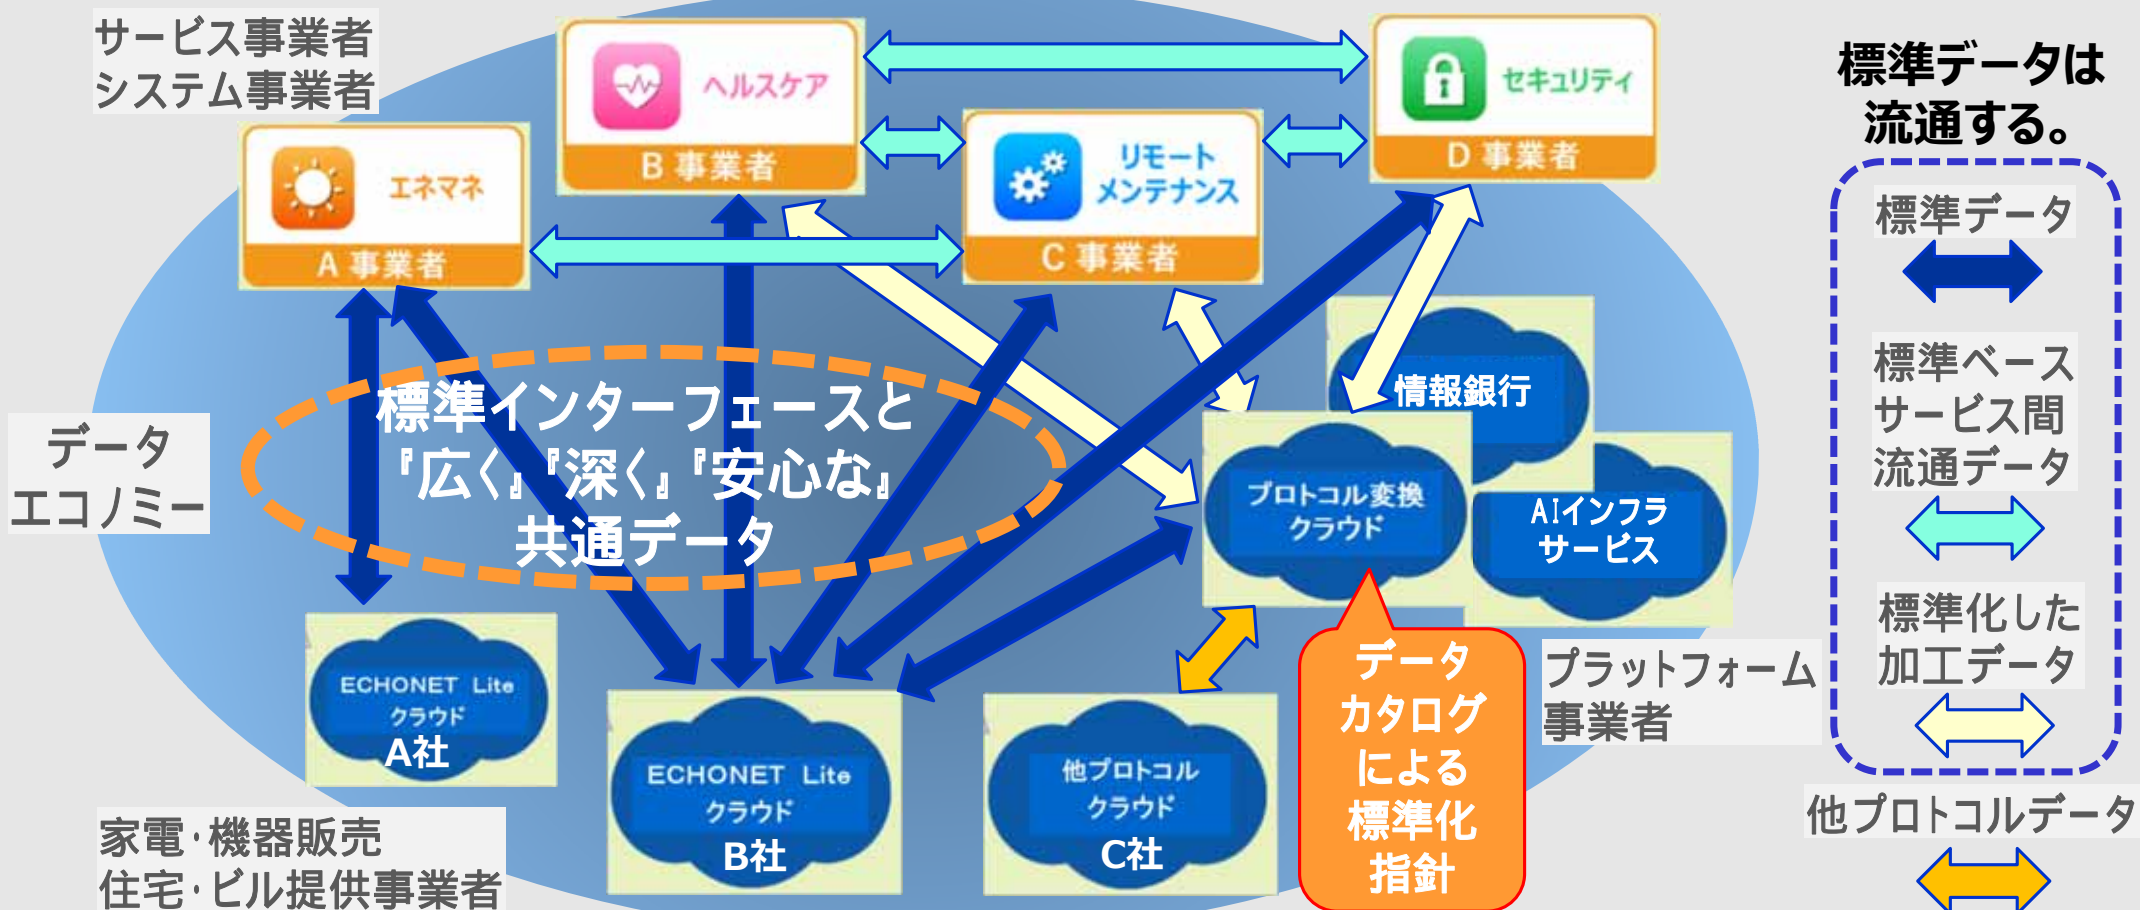 サービス事業者
システム事業者
ヘルスケア
B 事業者
セキュリティ
D 事業者
エネマネ
A 事業者
リモート
メンテナンス
C 事業者
標準データは
流通する。
標準データ
標準ベース
サービス間
流通データ
標準化した
加工データ
他プロトコルデータ
データ
エコノミー
標準インターフェースと
『広く』『深く』『安心な』
共通データ
情報銀行
プロトコル変換
クラウド
AIインフラ
サービス
ECHONET Lite
クラウド
A社
ECHONET Lite
クラウド
B社
他プロトコル
クラウド
C社
データ
カタログ
による
標準化
指針
プラットフォーム
事業者
家電・機器販売
住宅・ビル提供事業者